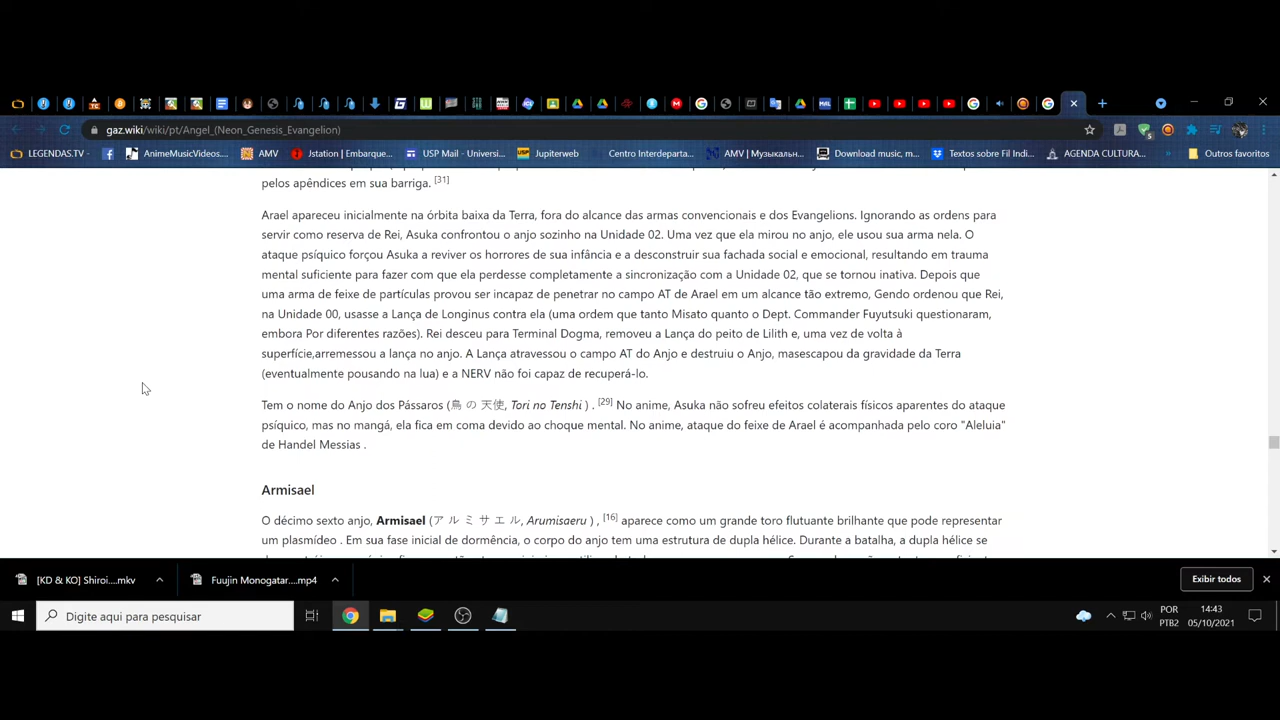 gaz.wiki/wiki/pt/Angel_(Neon_Genesis_Evangelion)
LEGENDAS.TV - AnimeMusicVideos... AMV Jstation | Embarque... USP Mail - Universi... Jupiterweb Centro Interdeparta... AMV | Музыкальн... Download music, m... Textos sobre Fil Indi... AGENDA CULTURA... » Outros favoritos
pelos apêndices em sua barriga. [31]
Arael apareceu inicialmente na órbita baixa da Terra, fora do alcance das armas convencionais e dos Evangelions. Ignorando as ordens para
servir como reserva de Rei, Asuka confrontou o anjo sozinho na Unidade 02. Uma vez que ela mirou no anjo, ele usou sua arma nela. O
ataque psíquico forçou Asuka a reviver os horrores de sua infância e a desconstruir sua fachada social e emocional, resultando em trauma
mental suficiente para fazer com que ela perdesse completamente a sincronização com a Unidade 02, que se tornou inativa. Depois que
uma arma de feixe de partículas provou ser incapaz de penetrar no campo AT de Arael em um alcance tão extremo, Gendo ordenou que Rei,
na Unidade 00, usasse a Lança de Longinus contra ela (uma ordem que tanto Misato quanto o Dept. Commander Fuyutsuki questionaram,
embora Por diferentes razões). Rei desceu para Terminal Dogma, removeu a Lança do peito de Lilith e, uma vez de volta à
superfície,arremessou a lança no anjo. A Lança atravessou o campo AT do Anjo e destruiu o Anjo, masescapou da gravidade da Terra
(eventualmente pousando na lua) e a NERV não foi capaz de recuperá-lo.
Tem o nome do Anjo dos Pássaros (鳥 の 天使, Tori no Tenshi ) . [29] No anime, Asuka não sofreu efeitos colaterais físicos aparentes do ataque
psíquico, mas no mangá, ela fica em coma devido ao choque mental. No anime, ataque do feixe de Arael é acompanhada pelo coro "Aleluia"
de Handel Messias .
Armisael
O décimo sexto anjo, Armisael (ア ル ミ サ エ ル, Arumisaeru ) , [16] aparece como um grande toro flutuante brilhante que pode representar
um plasmídeo . Em sua fase inicial de dormência, o corpo do anjo tem uma estrutura de dupla hélice. Durante a batalha, a dupla hélice se
[KD & KO] Shiroi....mkv Fuujin Monogatar....mp4 Exibir todos
Digite aqui para pesquisar POR 14:43
PTB2 05/10/2021